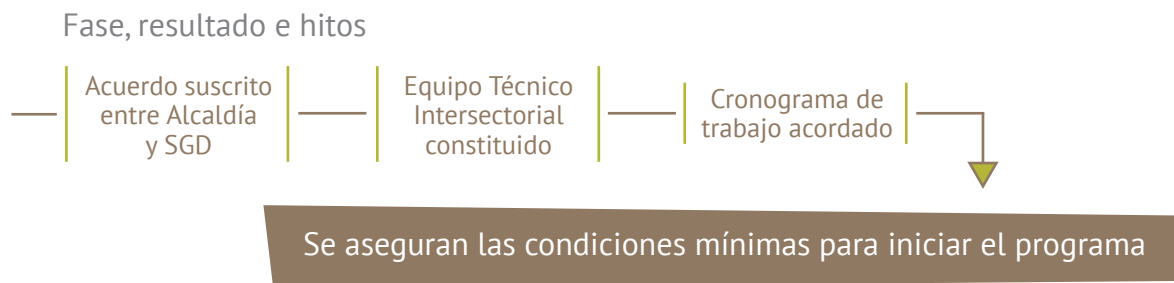 Fase, resultado e hitos
Acuerdo suscrito
entre Alcaldía
y SGD
Equipo Técnico
Intersectorial
constituido
Cronograma de
trabajo acordado
Se aseguran las condiciones mínimas para iniciar el programa